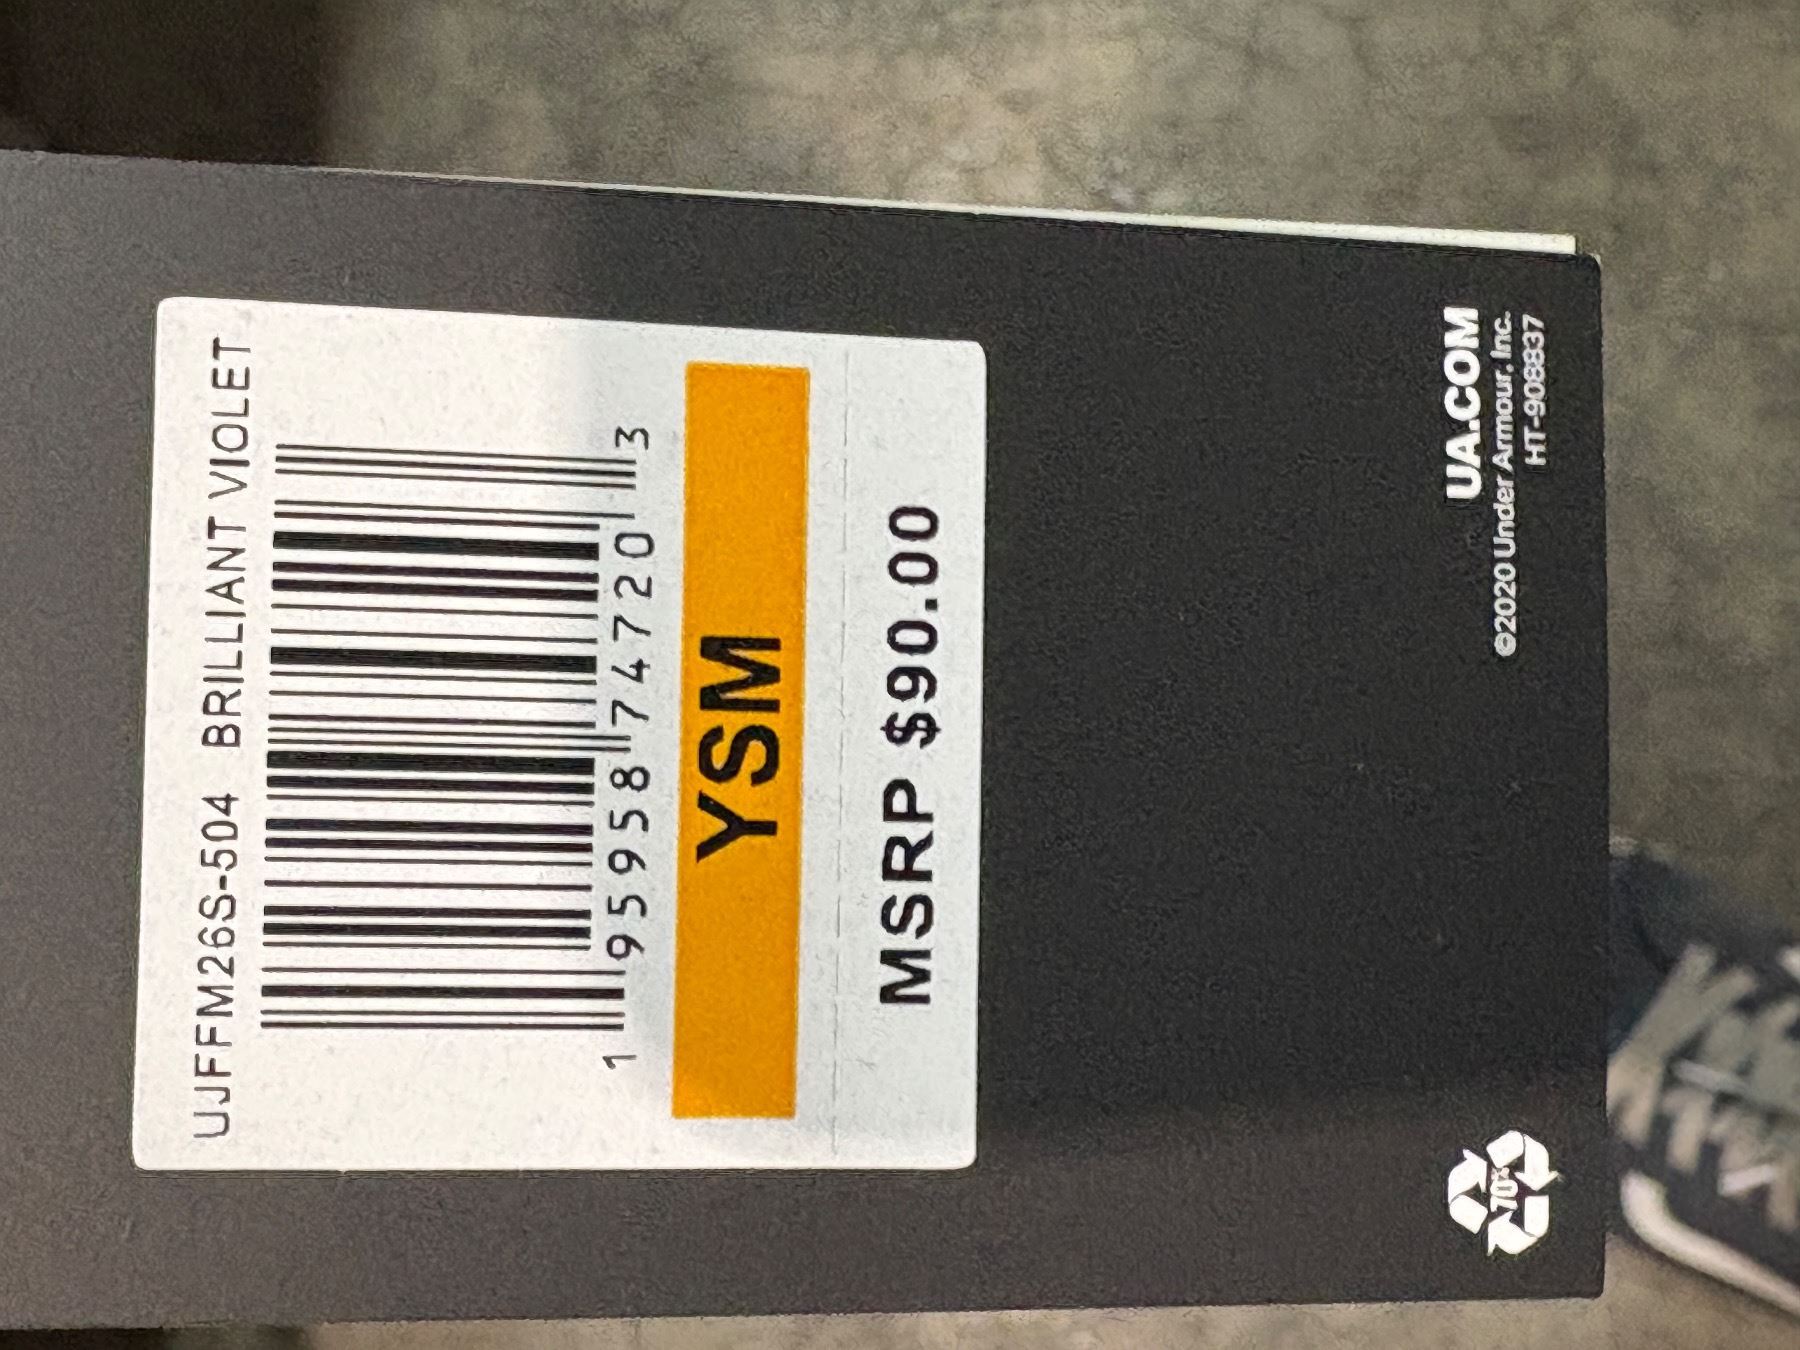 UJFFM26S-504 BRILLIANT VIOLET
1 95958 74720 3
YSM
MSRP $90.00
UA.COM
©2020 Under Armour, Inc.
HT-908837
70%